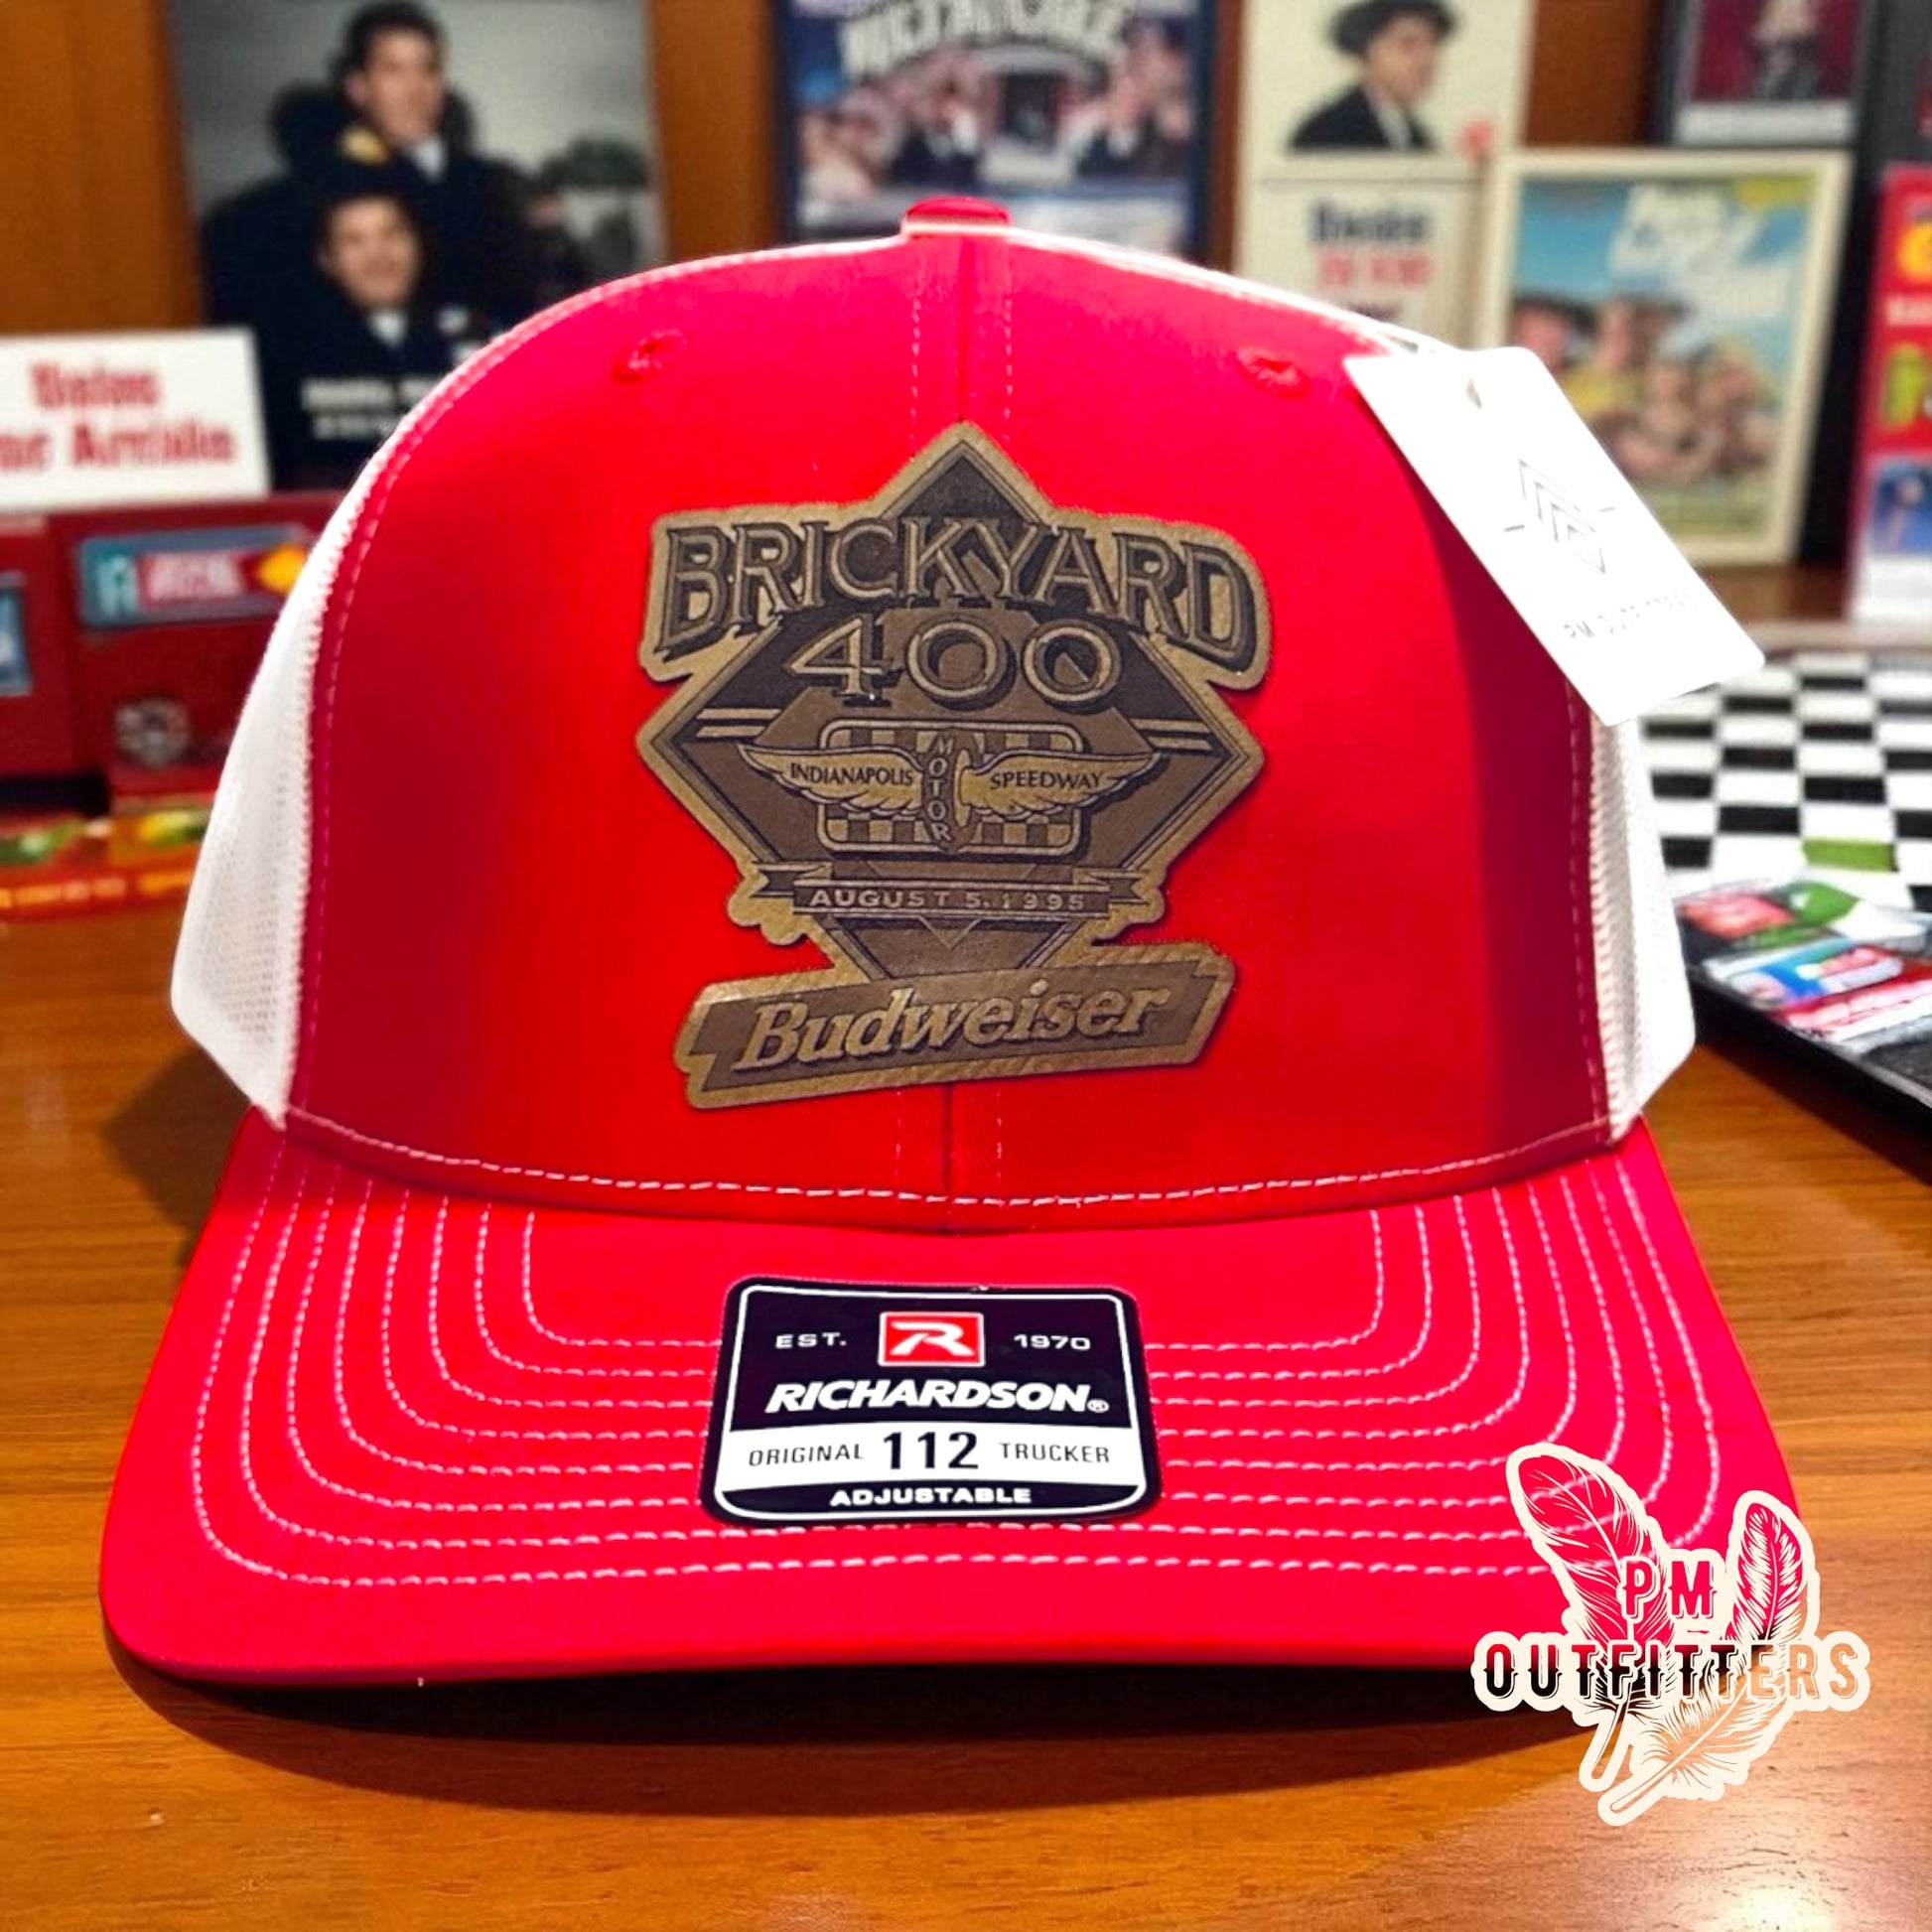 BRICKYARD
400
INDIANAPOLIS MOTOR SPEEDWAY
AUGUST 5, 1995
Budweiser
EST. R 1970
RICHARDSON®
ORIGINAL 112 TRUCKER
ADJUSTABLE
PM
OUTFITTERS